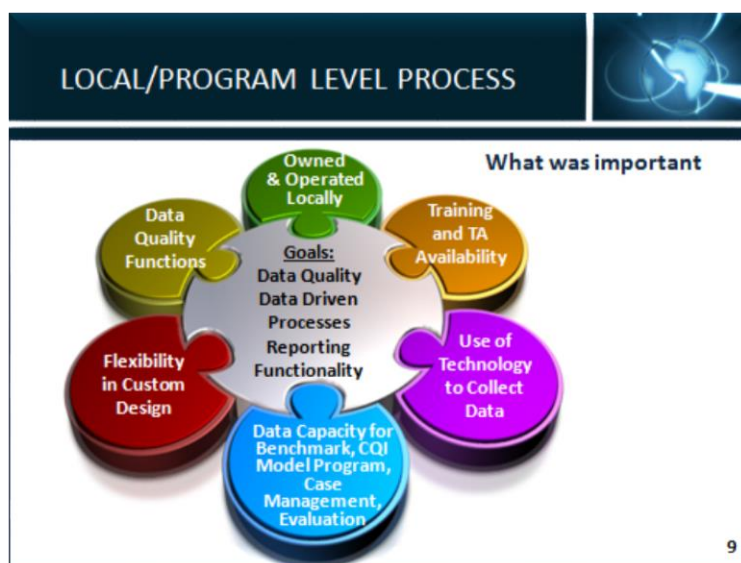 LOCAL/PROGRAM LEVEL PROCESS
What was important
Owned
& Operated
Locally
Training
and TA
Availability
Use of
Technology
to Collect
Data
Data Capacity for
Benchmark, CQI
Model Program,
Case
Management,
Evaluation
Flexibility
in Custom
Design
Data
Quality
Functions
Goals:
Data Quality
Data Driven
Processes
Reporting
Functionality
9